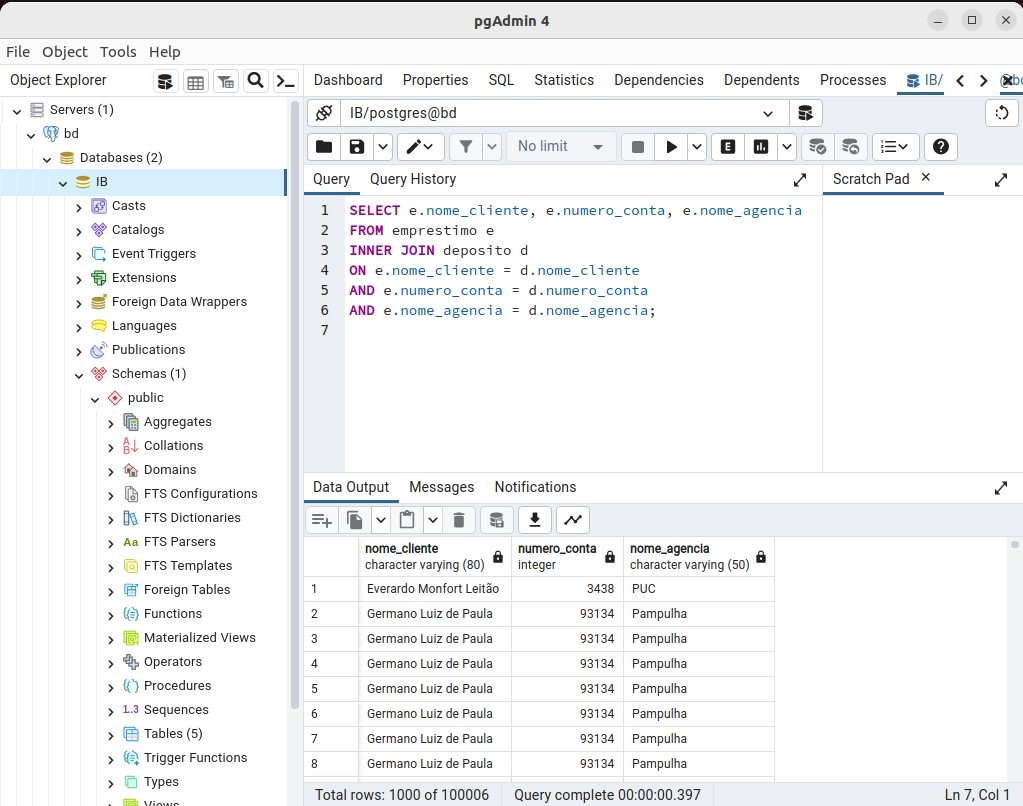 pgAdmin 4
File Object Tools Help
Object Explorer
Dashboard Properties SQL Statistics Dependencies Dependents Processes IB/
Servers (1)
bd
Databases (2)
IB
Casts
Catalogs
Event Triggers
Extensions
Foreign Data Wrappers
Languages
Publications
Schemas (1)
public
Aggregates
Collations
Domains
FTS Configurations
FTS Dictionaries
FTS Parsers
FTS Templates
Foreign Tables
Functions
Materialized Views
Operators
Procedures
1..3 Sequences
Tables (5)
Trigger Functions
Types
Views
IB/postgres@bd
No limit
E
Query Query History
Scratch Pad
1 SELECT e.nome_cliente, e.numero_conta, e.nome_agencia
2 FROM emprestimo e
3 INNER JOIN deposito d
4 ON e.nome_cliente = d.nome_cliente
5 AND e.numero_conta = d.numero_conta
6 AND e.nome_agencia = d.nome_agencia;
7
Data Output Messages Notifications
nome_cliente numero_conta nome_agencia
character varying (80) integer character varying (50)
1 Everardo Monfort Leitão 3438 PUC
2 Germano Luiz de Paula 93134 Pampulha
3 Germano Luiz de Paula 93134 Pampulha
4 Germano Luiz de Paula 93134 Pampulha
5 Germano Luiz de Paula 93134 Pampulha
6 Germano Luiz de Paula 93134 Pampulha
7 Germano Luiz de Paula 93134 Pampulha
8 Germano Luiz de Paula 93134 Pampulha
Total rows: 1000 of 100006 Query complete 00:00:00.397 Ln 7, Col 1